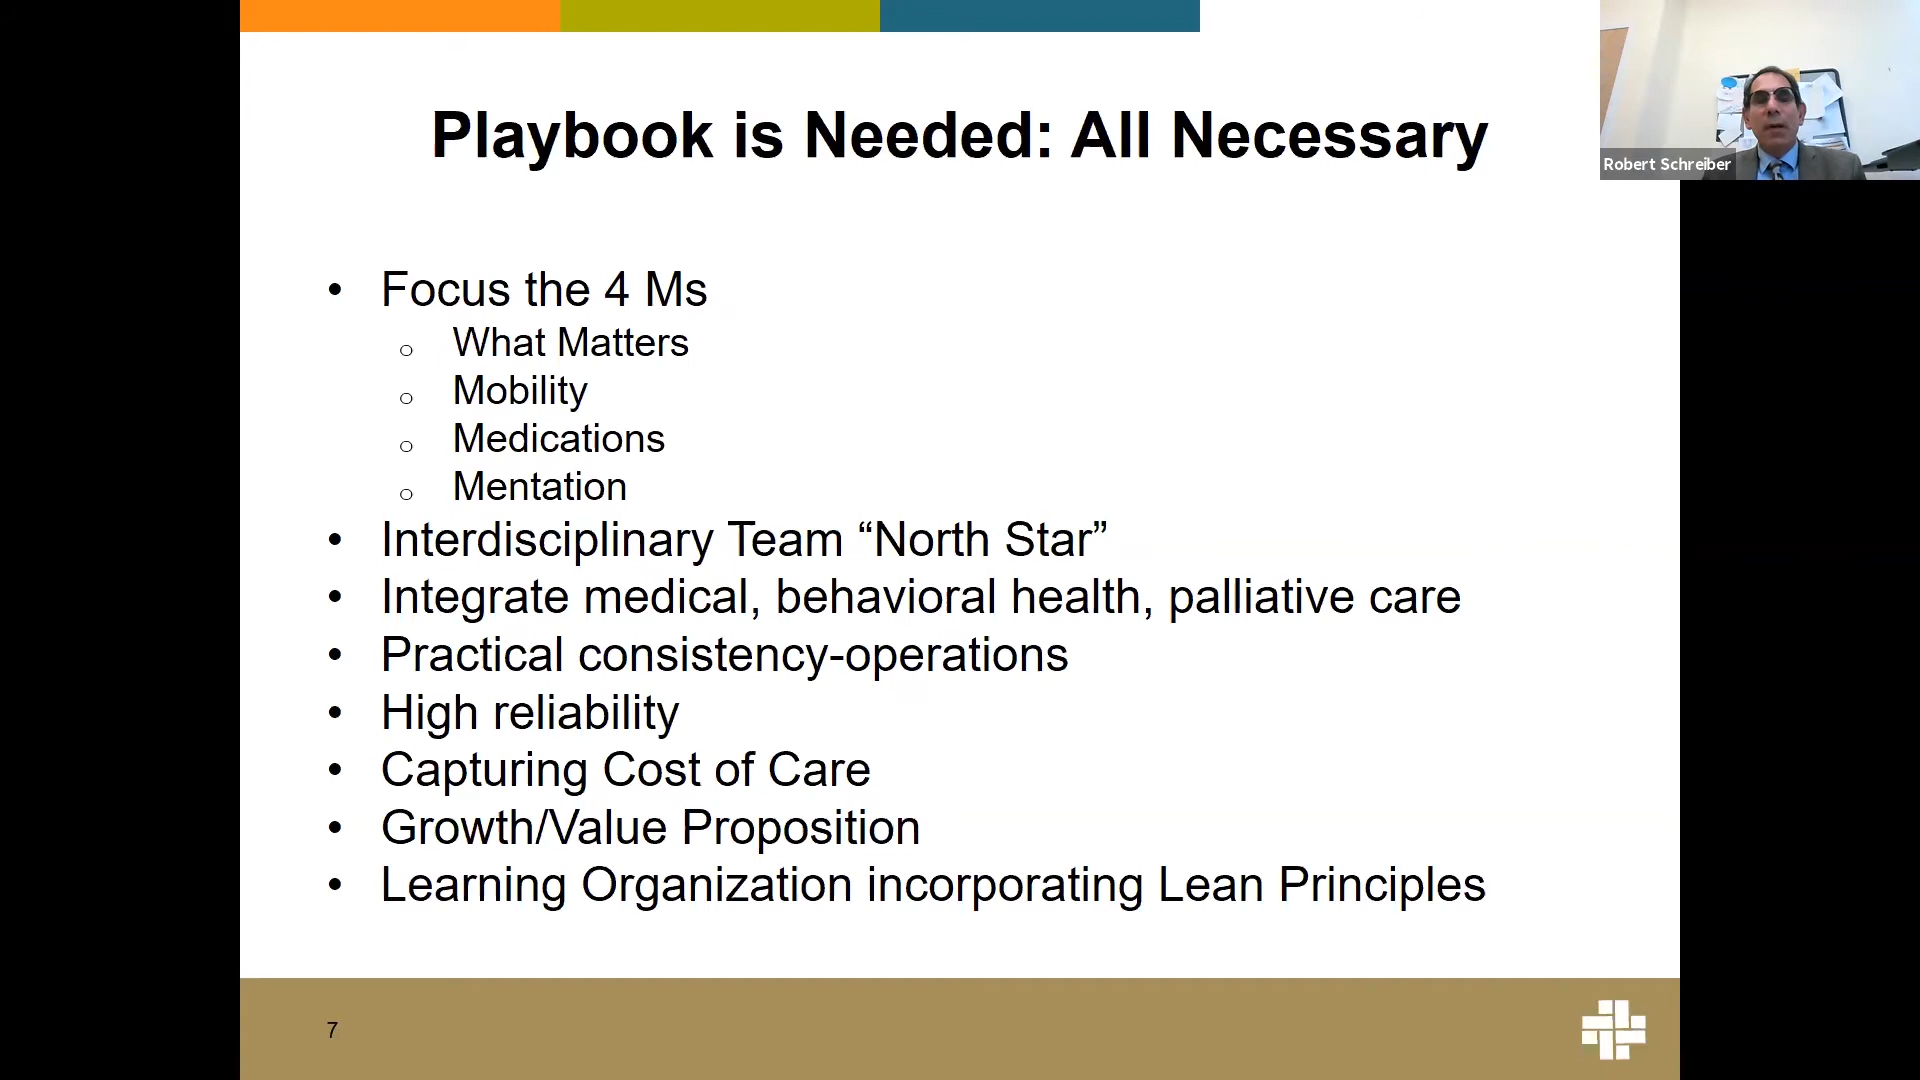 Playbook is Needed: All Necessary
Robert Schreiber
• Focus the 4 Ms
o What Matters
o Mobility
o Medications
o Mentation
• Interdisciplinary Team “North Star”
• Integrate medical, behavioral health, palliative care
• Practical consistency-operations
• High reliability
• Capturing Cost of Care
• Growth/Value Proposition
• Learning Organization incorporating Lean Principles
7